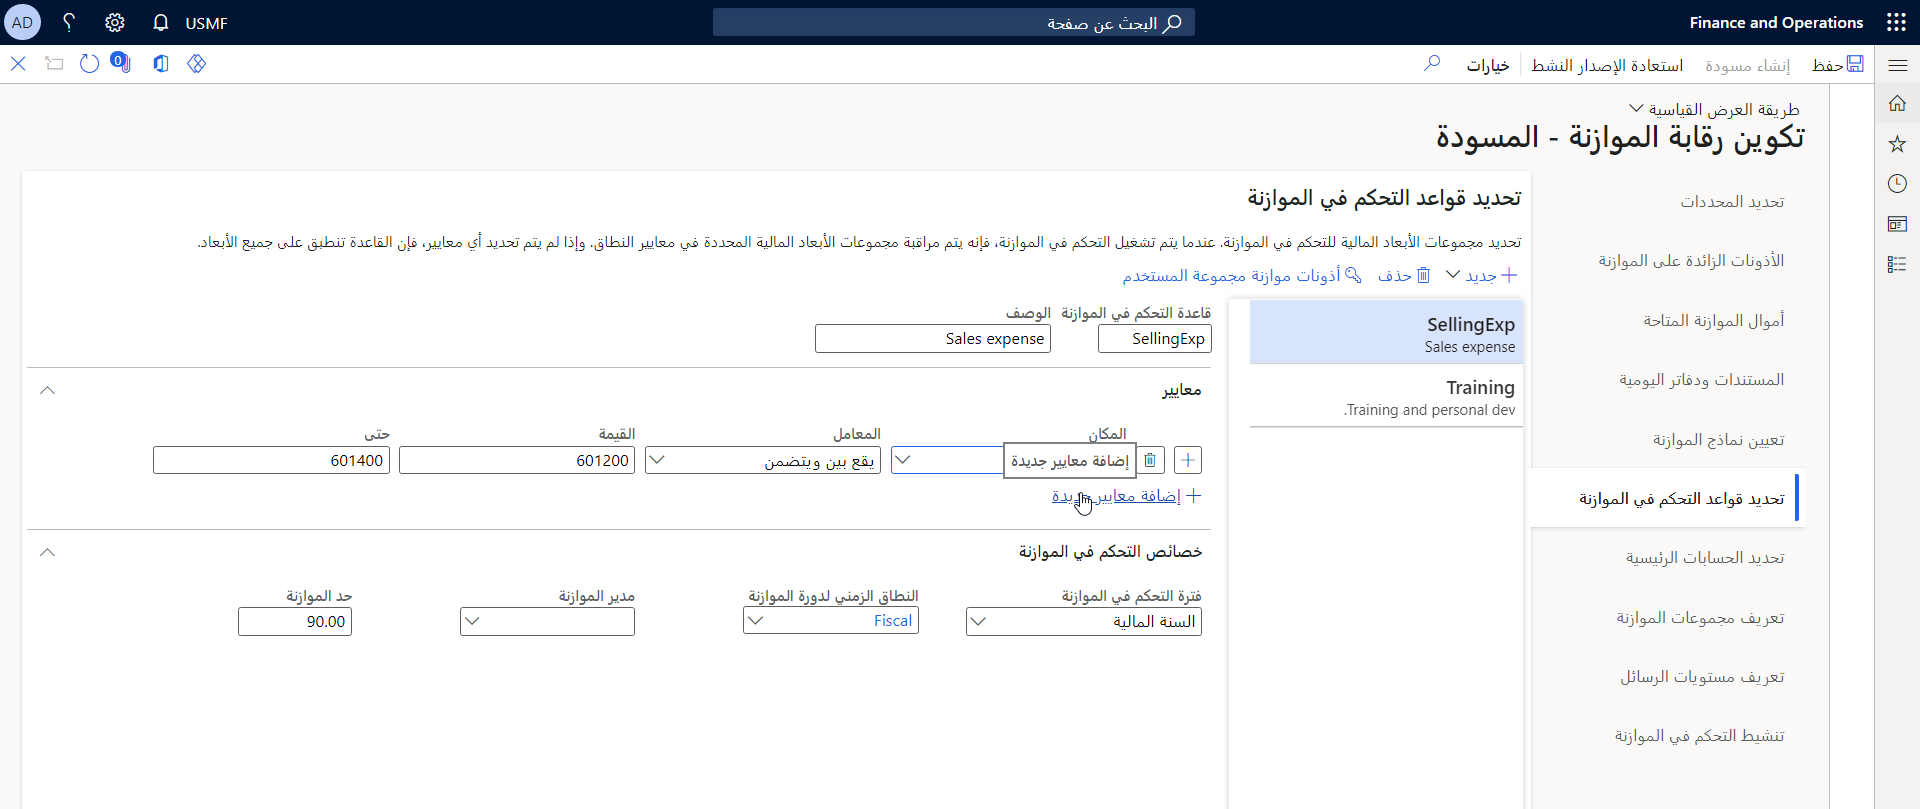 Finance and Operations
البحث عن صفحة
USMF
AD
حفظ
إنشاء مسودة
استعادة الإصدار النشط
خيارات
0
طريقة العرض القياسية
تكوين رقابة الموازنة - المسودة
تحديد المحددات
الأذونات الزائدة على الموازنة
أموال الموازنة المتاحة
المستندات ودفاتر اليومية
تعيين نماذج الموازنة
تحديد قواعد التحكم في الموازنة
تحديد الحسابات الرئيسية
تعريف مجموعات الموازنة
تعريف مستويات الرسائل
تنشيط التحكم في الموازنة
تحديد قواعد التحكم في الموازنة
تحديد مجموعات الأبعاد المالية للتحكم في الموازنة. عندما يتم تشغيل التحكم في الموازنة، فإنه يتم مراقبة مجموعات الأبعاد المالية المحددة في معايير النطاق. وإذا لم يتم تحديد أي معايير، فإن القاعدة تنطبق على جميع الأبعاد.
جديد
حذف
أذونات موازنة مجموعة المستخدم
SellingExp
Sales expense
Training
Training and personal dev.
قاعدة التحكم في الموازنة
الوصف
SellingExp
Sales expense
معايير
المكان
المعامل
القيمة
حتى
إضافة معايير جديدة
يقع بين ويتضمن
601200
601400
إضافة معايير جديدة
خصائص التحكم في الموازنة
فترة التحكم في الموازنة
النطاق الزمني لدورة الموازنة
مدير الموازنة
حد الموازنة
السنة المالية
Fiscal
90.00